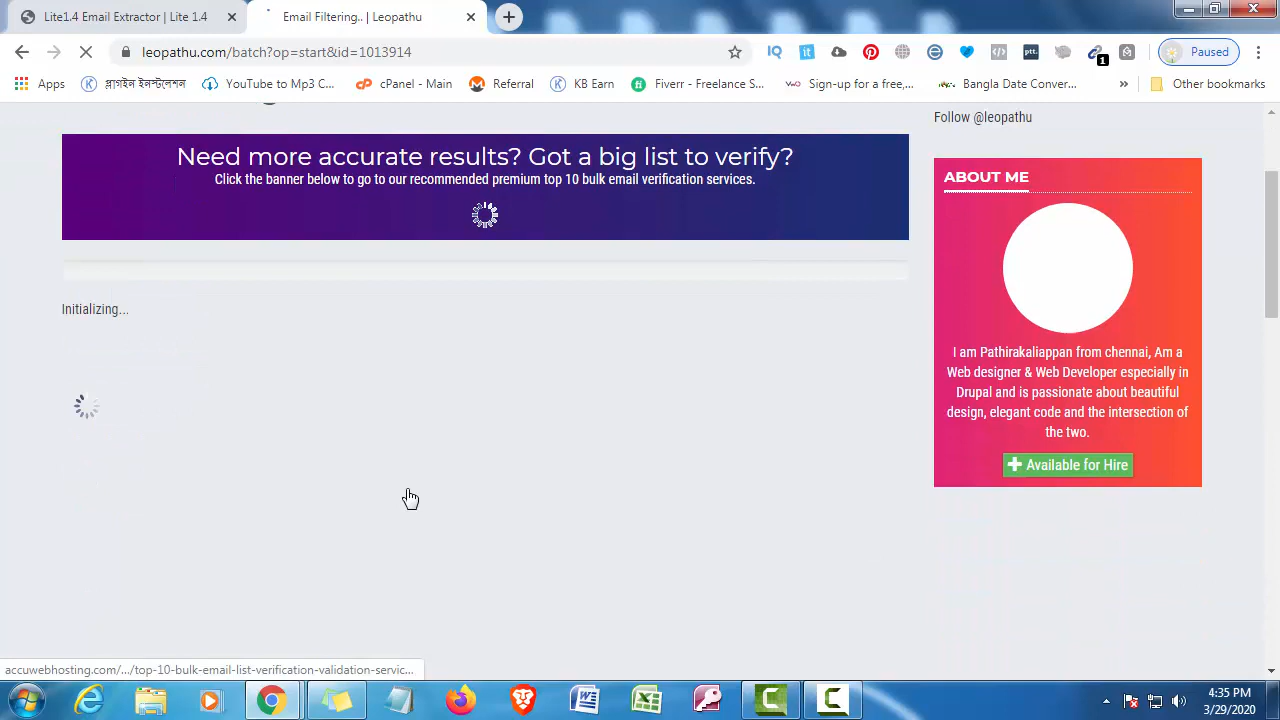 Lite1.4 Email Extractor | Lite 1.4
Email Filtering.. | Leopathu
leopathu.com/batch?op=start&id=1013914
Paused
Apps
প্লাগইন ইনস্টলেশন
YouTube to Mp3 C...
cPanel - Main
Referral
KB Earn
Fiverr - Freelance S...
Sign-up for a free,...
Bangla Date Conver...
Other bookmarks
Need more accurate results? Got a big list to verify?
Click the banner below to go to our recommended premium top 10 bulk email verification services.
Initializing...
Follow @leopathu
ABOUT ME
I am Pathirakaliappan from chennai, Am a
Web designer & Web Developer especially in
Drupal and is passionate about beautiful
design, elegant code and the intersection of
the two.
Available for Hire
accuwebhosting.com/.../top-10-bulk-email-list-verification-validation-servic...
4:35 PM
3/29/2020